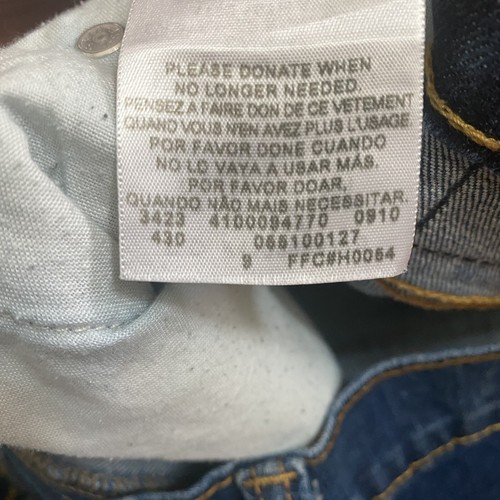 PLEASE DONATE WHEN
NO LONGER NEEDED.
PENSEZ A FAIRE DON DE CE VETEMENT
QUAND VOUS N'EN AVEZ PLUS L'USAGE
POR FAVOR DONE CUANDO
NO LO VAYA A USAR MÁS.
POR FAVOR DOAR,
QUANDO NÃO MAIS NECESSITAR.
3423 4100094770 0910
430 055100127
9 FFC#H0054